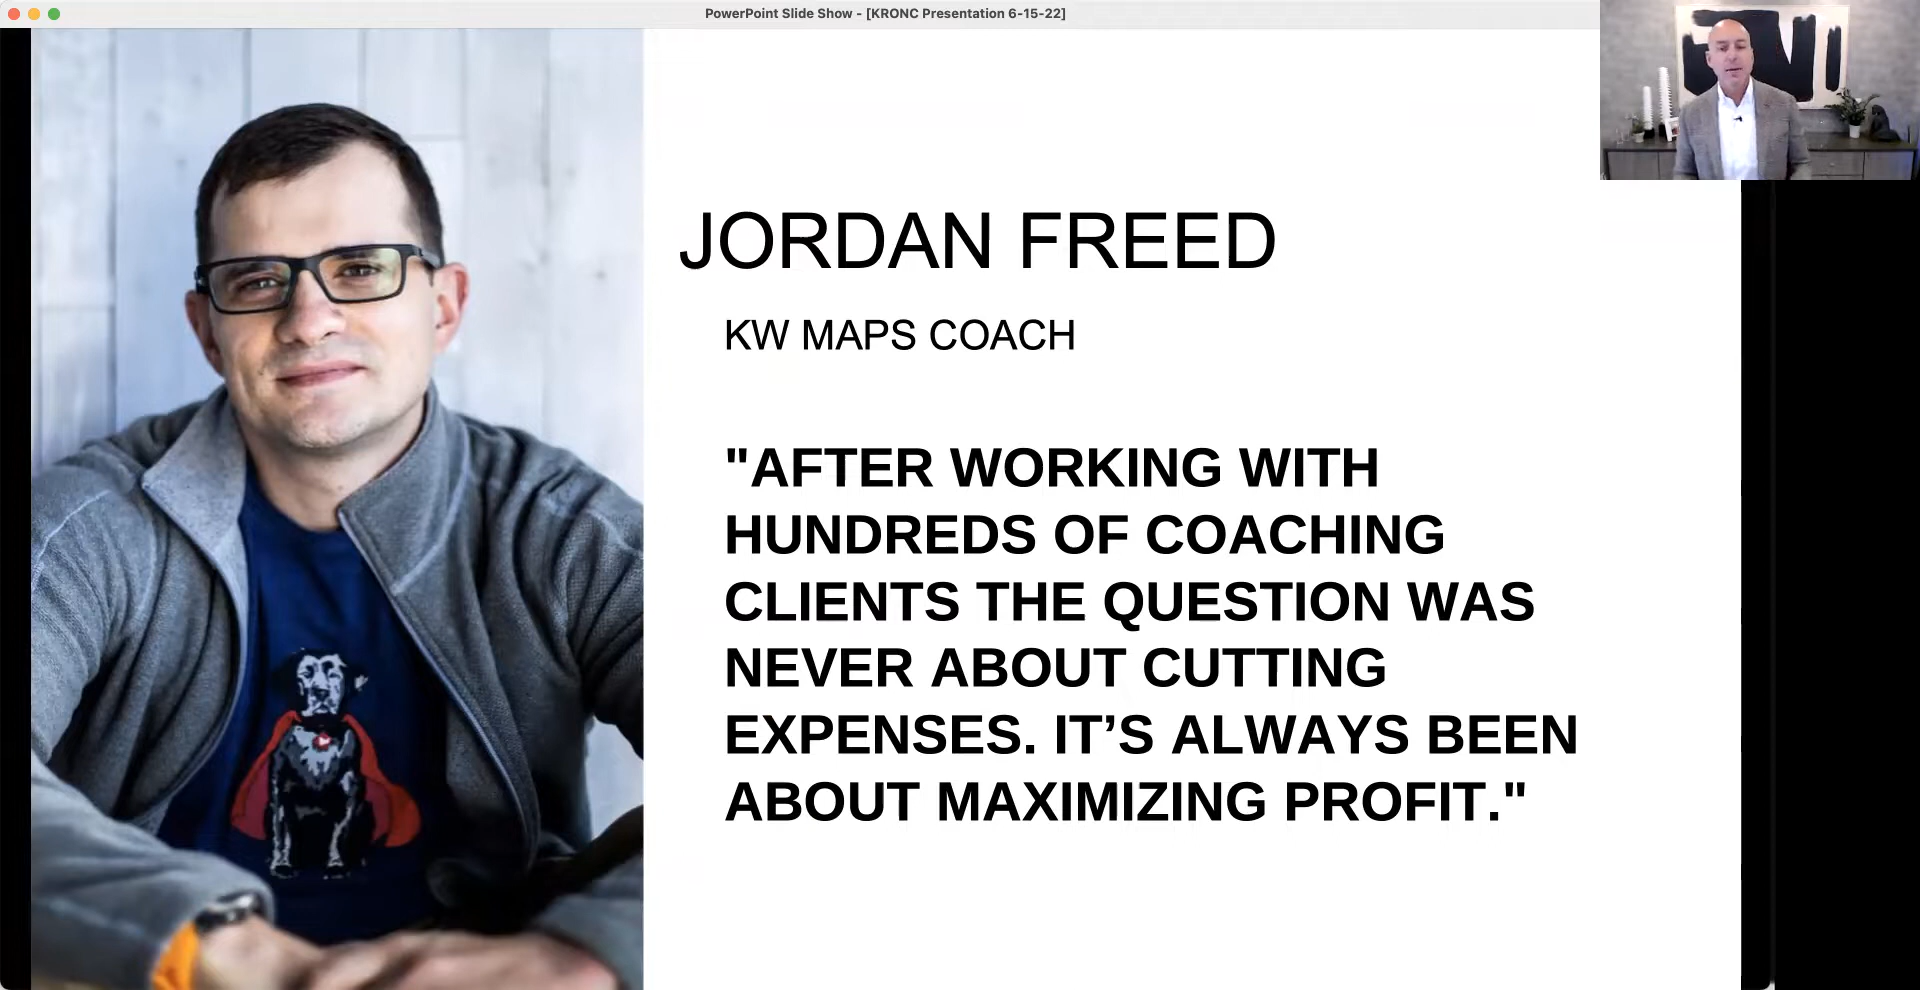 PowerPoint Slide Show - [KRONC Presentation 6-15-22]
JORDAN FREED
KW MAPS COACH
"AFTER WORKING WITH
HUNDREDS OF COACHING
CLIENTS THE QUESTION WAS
NEVER ABOUT CUTTING
EXPENSES. IT’S ALWAYS BEEN
ABOUT MAXIMIZING PROFIT."